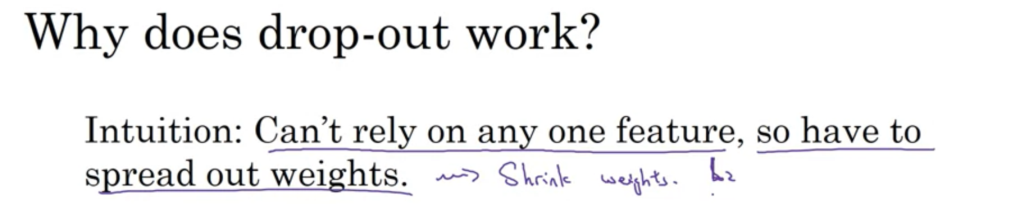 Why does drop-out work?
Intuition: Can't rely on any one feature, so have to
spread out weights. ⟿ Shrink weights. L2